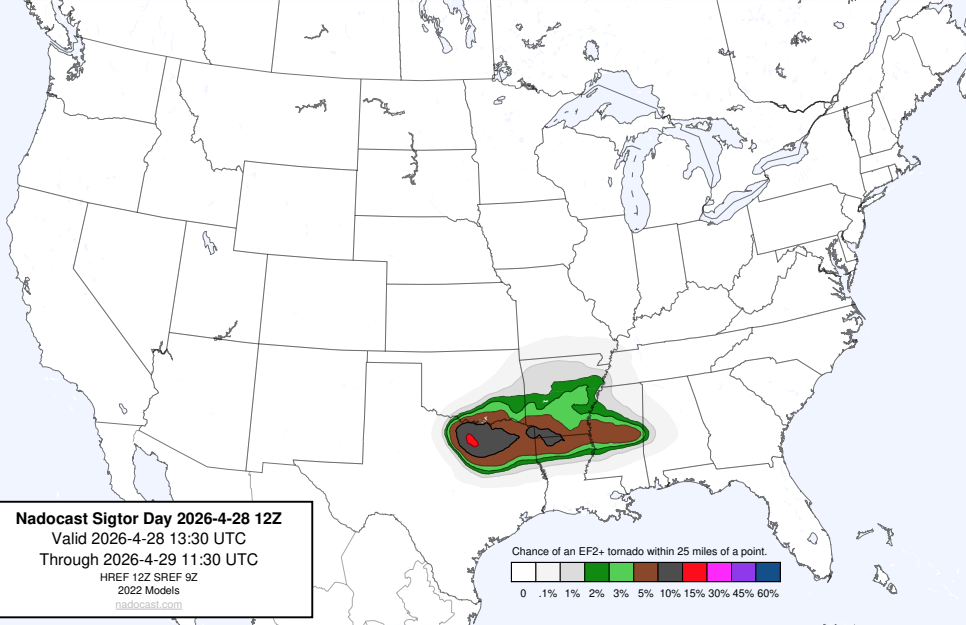 Nadocast Sigtor Day 2026-4-28 12Z
Valid 2026-4-28 13:30 UTC
Through 2026-4-29 11:30 UTC
HREF 12Z SREF 9Z
2022 Models
nadocast.com
Chance of an EF2+ tornado within 25 miles of a point.
0 .1% 1% 2% 3% 5% 10% 15% 30% 45% 60%